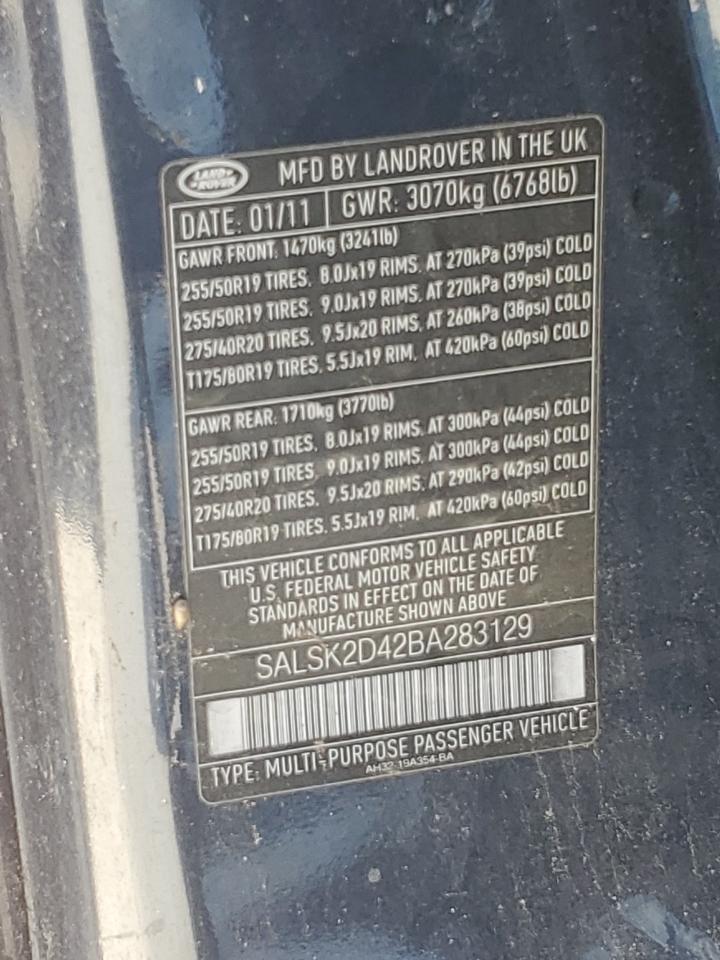 LAND ROVER
MFD BY LANDROVER IN THE UK
DATE: 01/11 GWR: 3070kg (6768lb)
GAWR FRONT: 1470kg (3241lb)
255/50R19 TIRES, 8.0Jx19 RIMS, AT 270kPa (39psi) COLD
255/50R19 TIRES, 9.0Jx19 RIMS, AT 270kPa (39psi) COLD
275/40R20 TIRES, 9.5Jx20 RIMS, AT 260kPa (38psi) COLD
T175/80R19 TIRES, 5.5Jx19 RIM, AT 420kPa (60psi) COLD
GAWR REAR: 1710kg (3770lb)
255/50R19 TIRES, 8.0Jx19 RIMS, AT 300kPa (44psi) COLD
255/50R19 TIRES 9.0Jx19 RIMS, AT 300kPa (44psi) COLD
275/40R20 TIRES, 9.5Jx20 RIMS, AT 290kPa (42psi) COLD
T175/80R19 TIRES, 5.5Jx19 RIM, AT 420kPa (60psi) COLD
THIS VEHICLE CONFORMS TO ALL APPLICABLE
U.S. FEDERAL MOTOR VEHICLE SAFETY
STANDARDS IN EFFECT ON THE DATE OF
MANUFACTURE SHOWN ABOVE
SALSK2D42BA283129
TYPE: MULTI-PURPOSE PASSENGER VEHICLE
AH32-19A354-BA